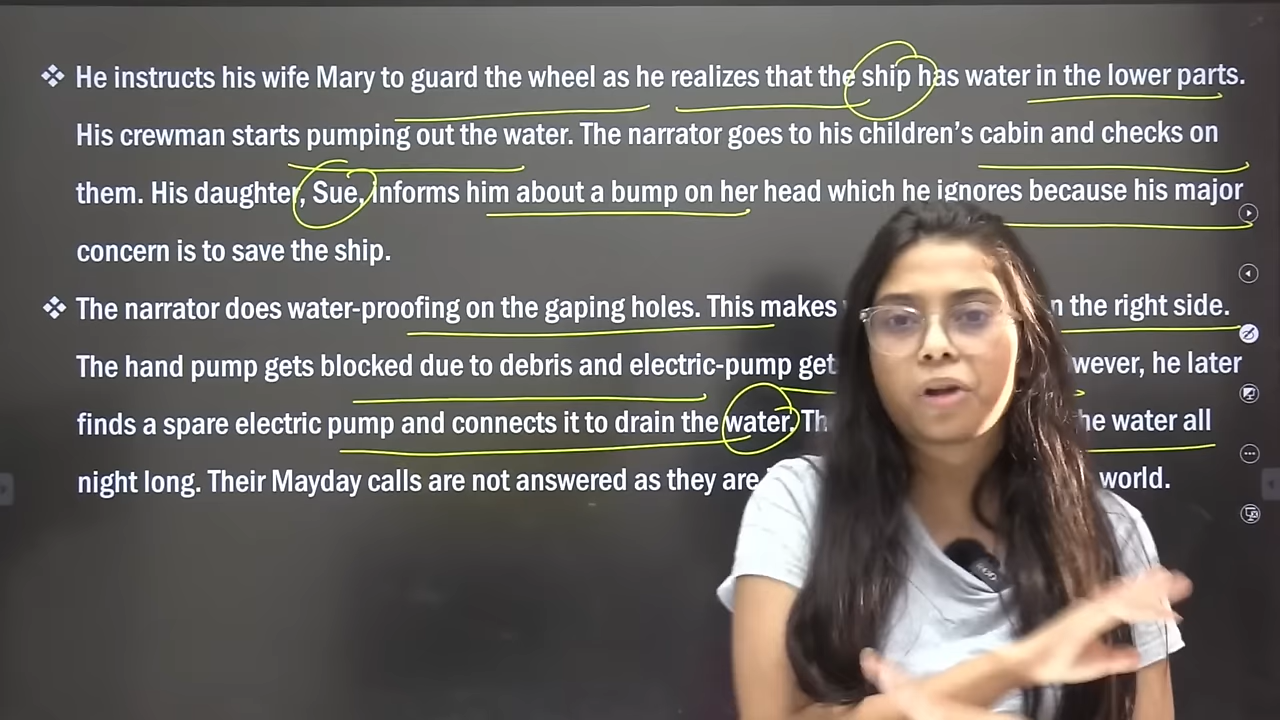 ❖ He instructs his wife Mary to guard the wheel as he realizes that the ship has water in the lower parts.
His crewman starts pumping out the water. The narrator goes to his children's cabin and checks on
them. His daughter, Sue, informs him about a bump on her head which he ignores because his major
concern is to save the ship.
❖ The narrator does water-proofing on the gaping holes. This makes the right side.
The hand pump gets blocked due to debris and electric-pump he later
finds a spare electric pump and connects it to drain the water. water all
night long. Their Mayday calls are not answered as they are world.